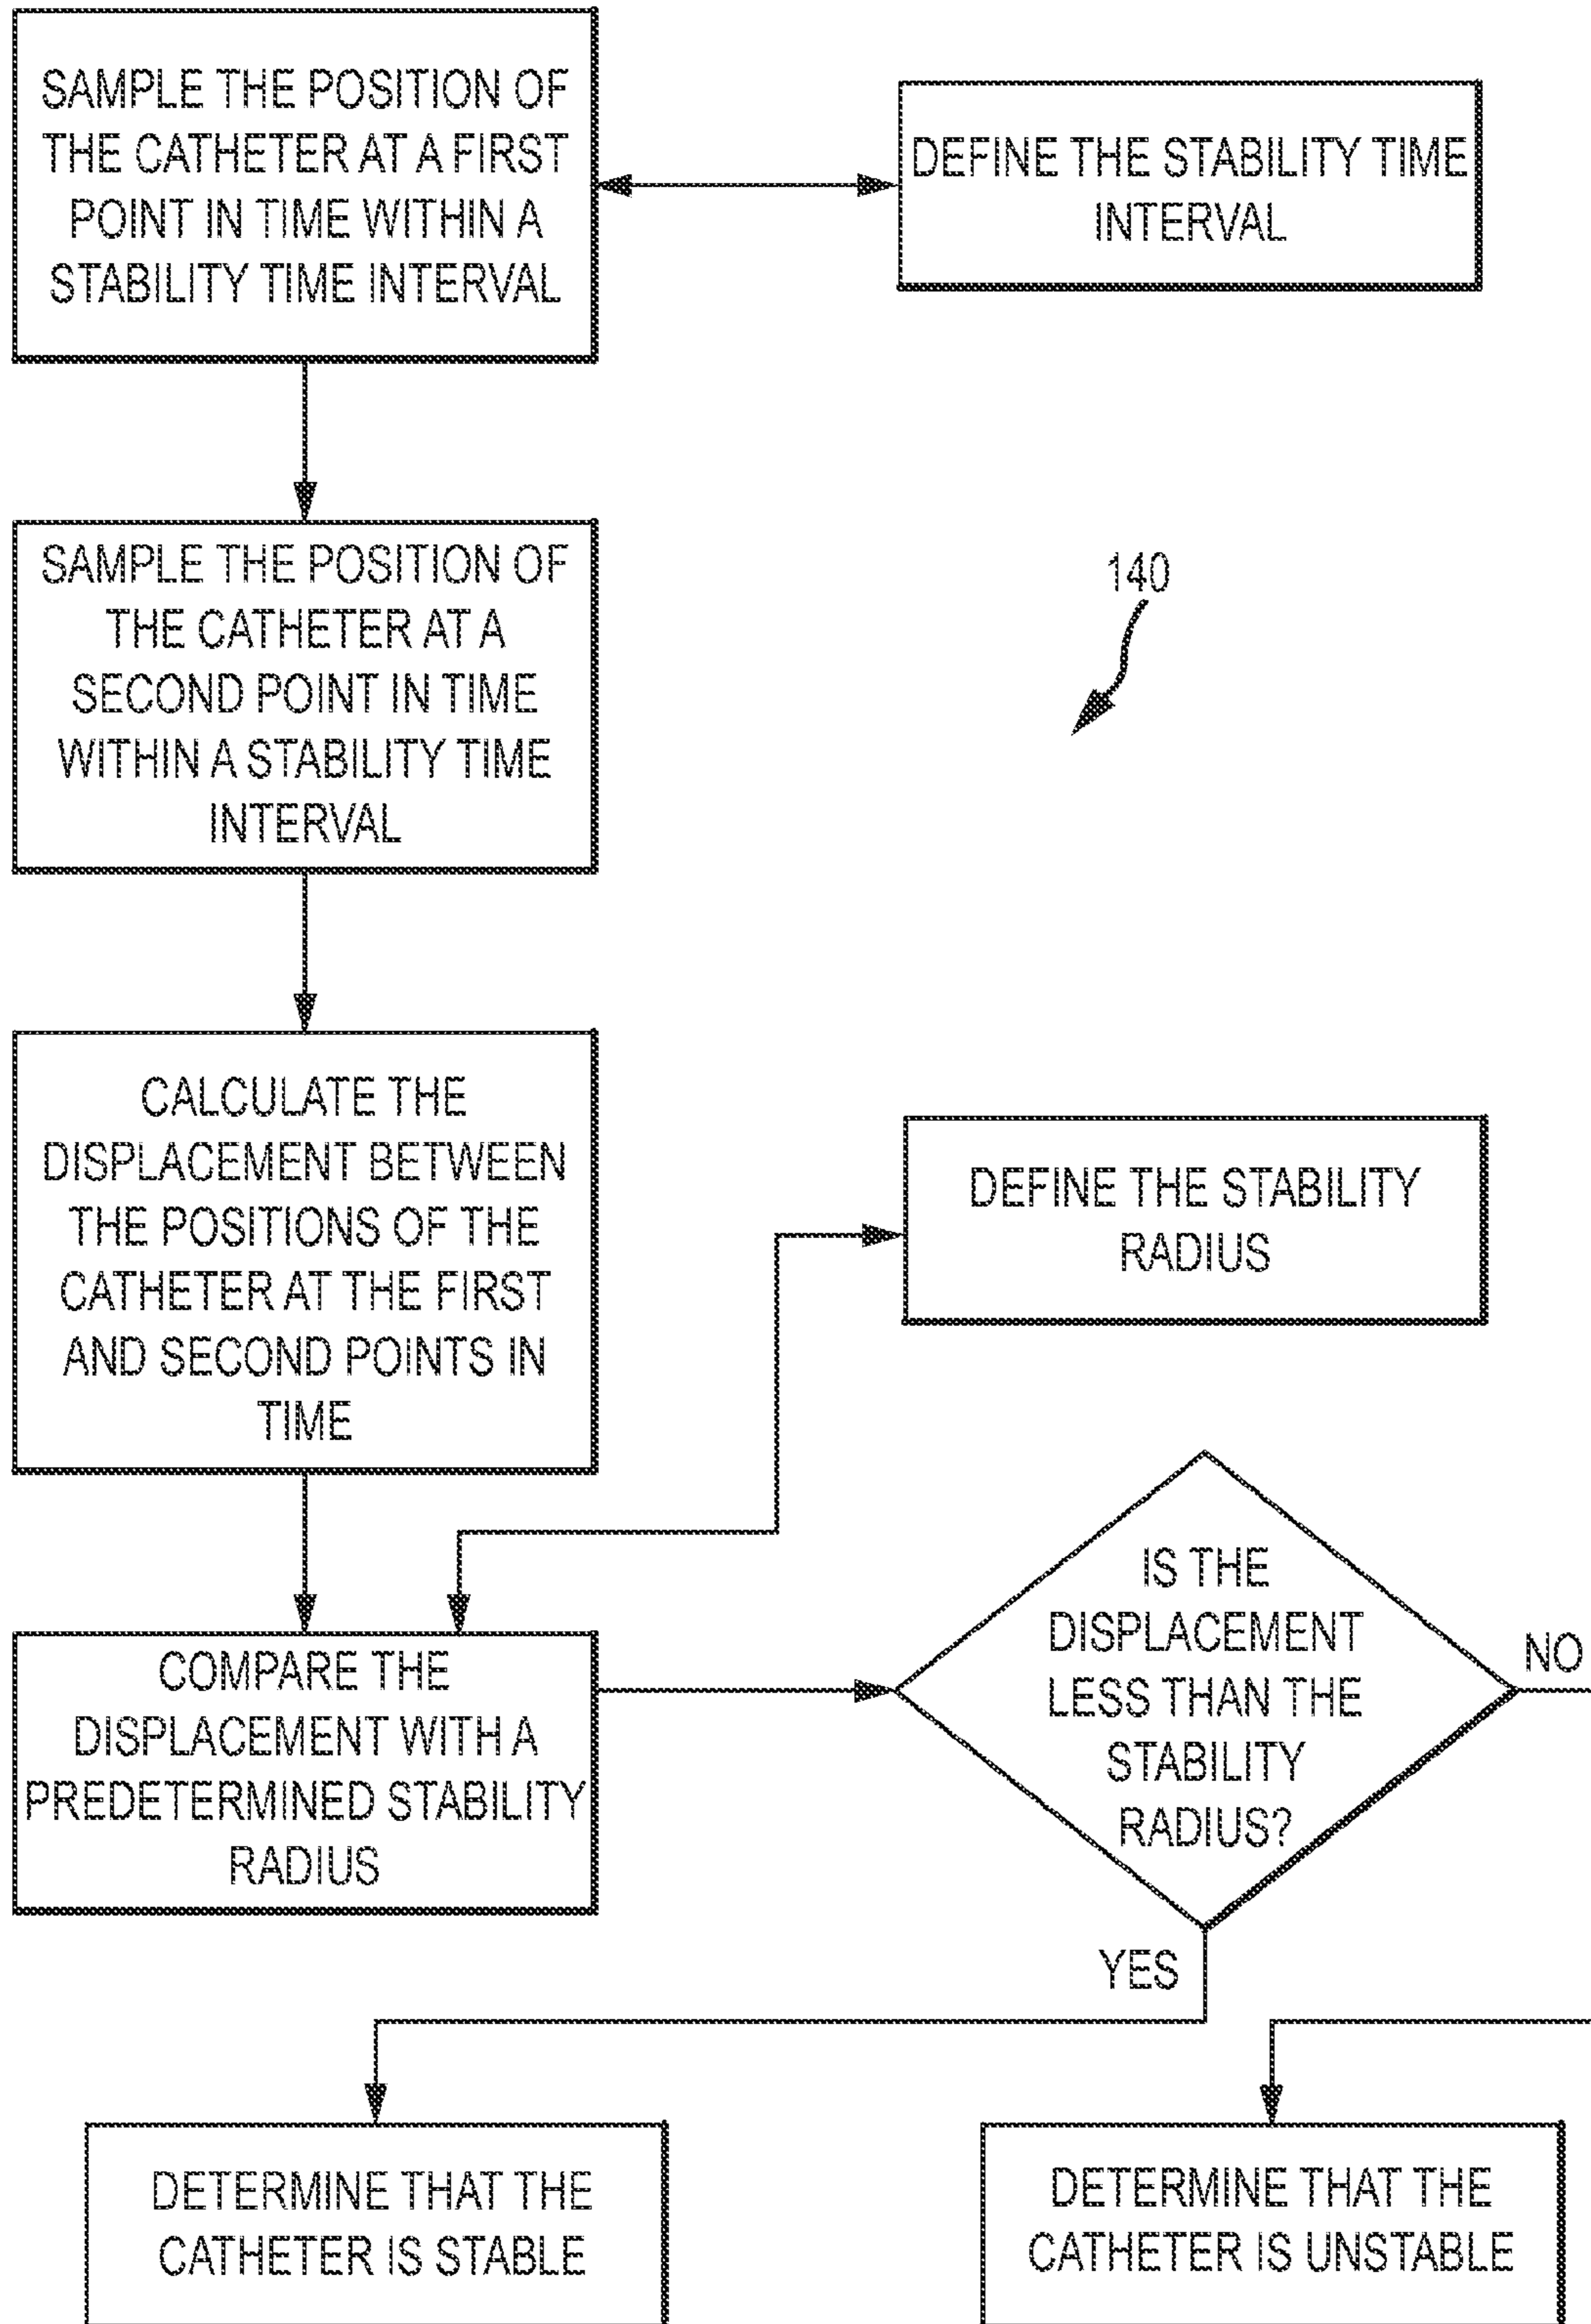 SAMPLE THE POSITION OF
THE CATHETER AT A FIRST
POINT IN TIME WITHIN A
STABILITY TIME INTERVAL
DEFINE THE STABILITY TIME
INTERVAL
SAMPLE THE POSITION OF
THE CATHETER AT A
SECOND POINT IN TIME
WITHIN A STABILITY TIME
INTERVAL
140
CALCULATE THE
DISPLACEMENT BETWEEN
THE POSITIONS OF THE
CATHETER AT THE FIRST
AND SECOND POINTS IN
TIME
DEFINE THE STABILITY
RADIUS
COMPARE THE
DISPLACEMENT WITH A
PREDETERMINED STABILITY
RADIUS
IS THE
DISPLACEMENT
LESS THAN THE
STABILITY
RADIUS?
NO
YES
DETERMINE THAT THE
CATHETER IS STABLE
DETERMINE THAT THE
CATHETER IS UNSTABLE